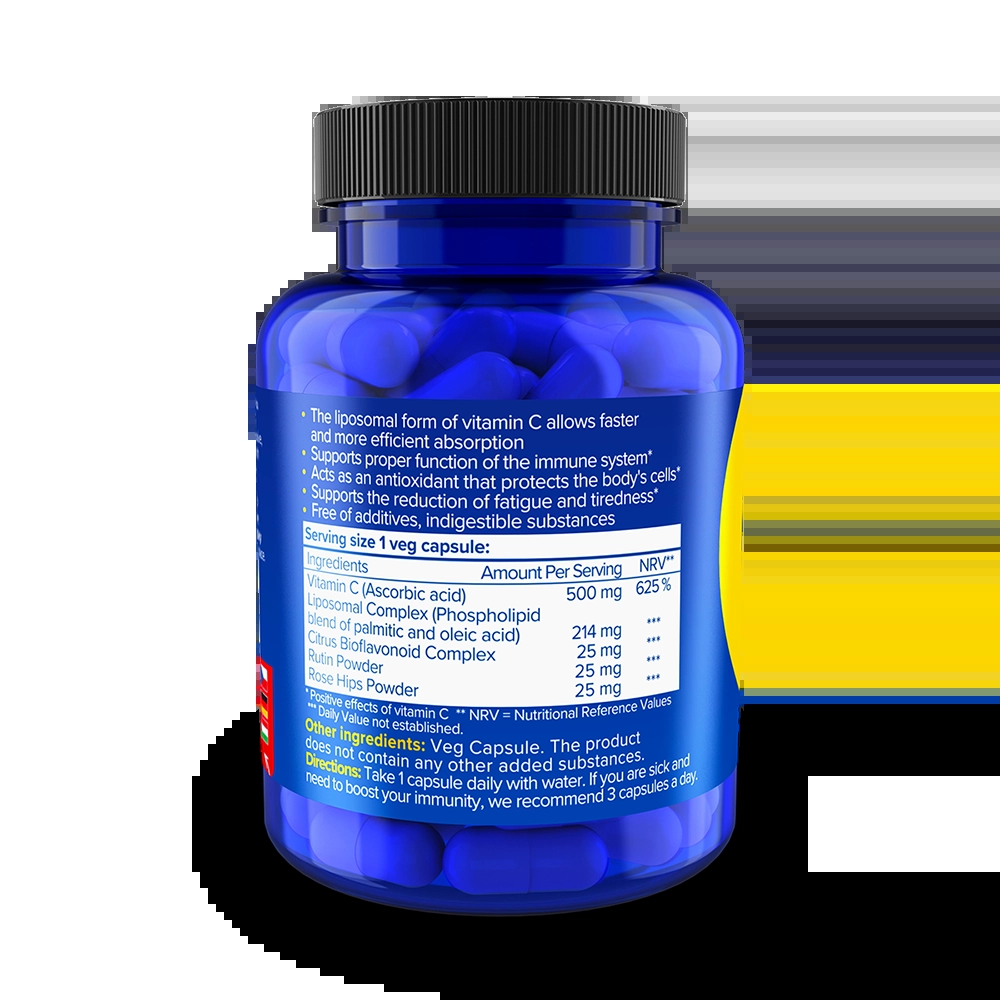 • The liposomal form of vitamin C allows faster
and more efficient absorption
• Supports proper function of the immune system*
• Acts as an antioxidant that protects the body's cells*
• Supports the reduction of fatigue and tiredness*
• Free of additives, indigestible substances
Serving size 1 veg capsule:
Ingredients Amount Per Serving NRV**
Vitamin C (Ascorbic acid) 500 mg 625 %
Liposomal Complex (Phospholipid
blend of palmitic and oleic acid) 214 mg ***
Citrus Bioflavonoid Complex 25 mg ***
Rutin Powder 25 mg ***
Rose Hips Powder 25 mg ***
* Positive effects of vitamin C ** NRV = Nutritional Reference Values
*** Daily Value not established.
Other ingredients: Veg Capsule. The product
does not contain any other added substances.
Directions: Take 1 capsule daily with water. If you are sick and
need to boost your immunity, we recommend 3 capsules a day.